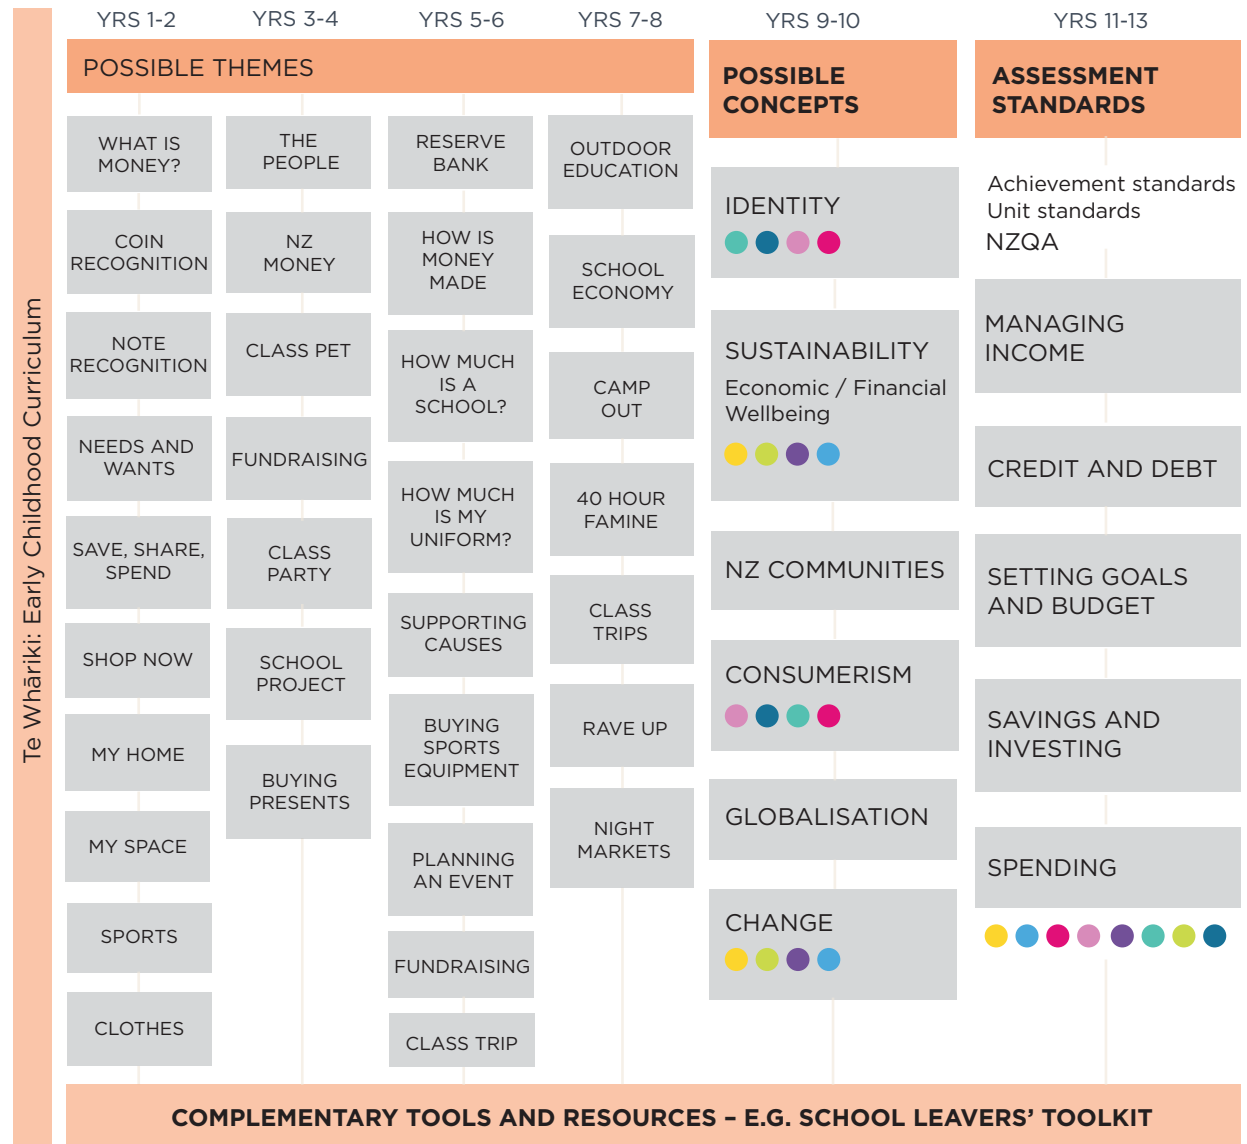 Te Whāriki: Early Childhood Curriculum
YRS 1-2
YRS 3-4
YRS 5-6
YRS 7-8
YRS 9-10
YRS 11-13
POSSIBLE THEMES
POSSIBLE
CONCEPTS
ASSESSMENT
STANDARDS
WHAT IS
MONEY?
COIN
RECOGNITION
NOTE
RECOGNITION
NEEDS AND
WANTS
SAVE, SHARE,
SPEND
SHOP NOW
MY HOME
MY SPACE
SPORTS
CLOTHES
THE
PEOPLE
NZ
MONEY
CLASS PET
FUNDRAISING
CLASS
PARTY
SCHOOL
PROJECT
BUYING
PRESENTS
RESERVE
BANK
HOW IS
MONEY
MADE
HOW MUCH
IS A
SCHOOL?
HOW MUCH
IS MY
UNIFORM?
SUPPORTING
CAUSES
BUYING
SPORTS
EQUIPMENT
PLANNING
AN EVENT
FUNDRAISING
CLASS TRIP
OUTDOOR
EDUCATION
SCHOOL
ECONOMY
CAMP
OUT
40 HOUR
FAMINE
CLASS
TRIPS
RAVE UP
NIGHT
MARKETS
IDENTITY
SUSTAINABILITY
Economic / Financial
Wellbeing
NZ COMMUNITIES
CONSUMERISM
GLOBALISATION
CHANGE
Achievement standards
Unit standards
NZQA
MANAGING
INCOME
CREDIT AND DEBT
SETTING GOALS
AND BUDGET
SAVINGS AND
INVESTING
SPENDING
COMPLEMENTARY TOOLS AND RESOURCES – E.G. SCHOOL LEAVERS’ TOOLKIT